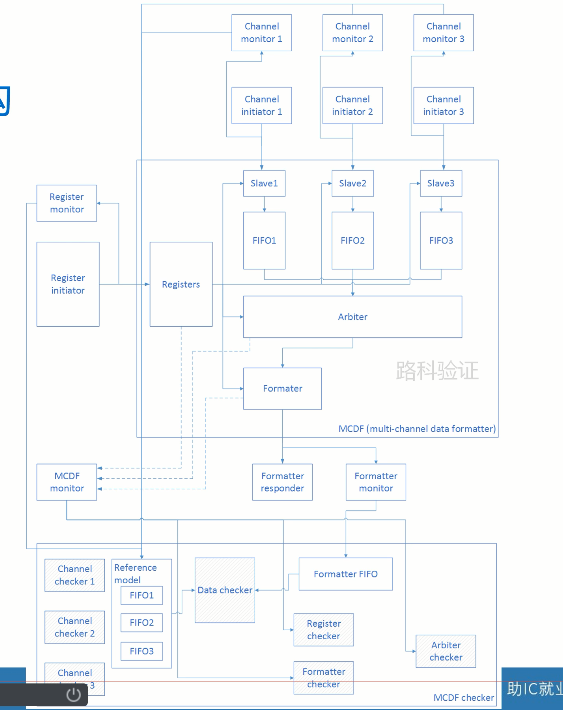 Channel
monitor 1
Channel
monitor 2
Channel
monitor 3
Channel
initiator 1
Channel
initiator 2
Channel
initiator 3
Slave1
Slave2
Slave3
Register
monitor
FIFO1
FIFO2
FIFO3
Register
initiator
Registers
Arbiter
路科验证
Formater
MCDF (multi-channel data formatter)
MCDF
monitor
Formatter
responder
Formatter
monitor
Channel
checker 1
Reference
model
FIFO1
FIFO2
FIFO3
Data checker
Formatter FIFO
Channel
checker 2
Register
checker
Arbiter
checker
Channel
3
Formatter
checker
MCDF checker
助IC就业